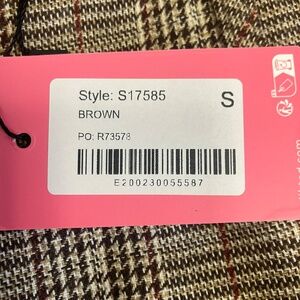 Style: S17585
S
BROWN
PO: R73578
E200230055587